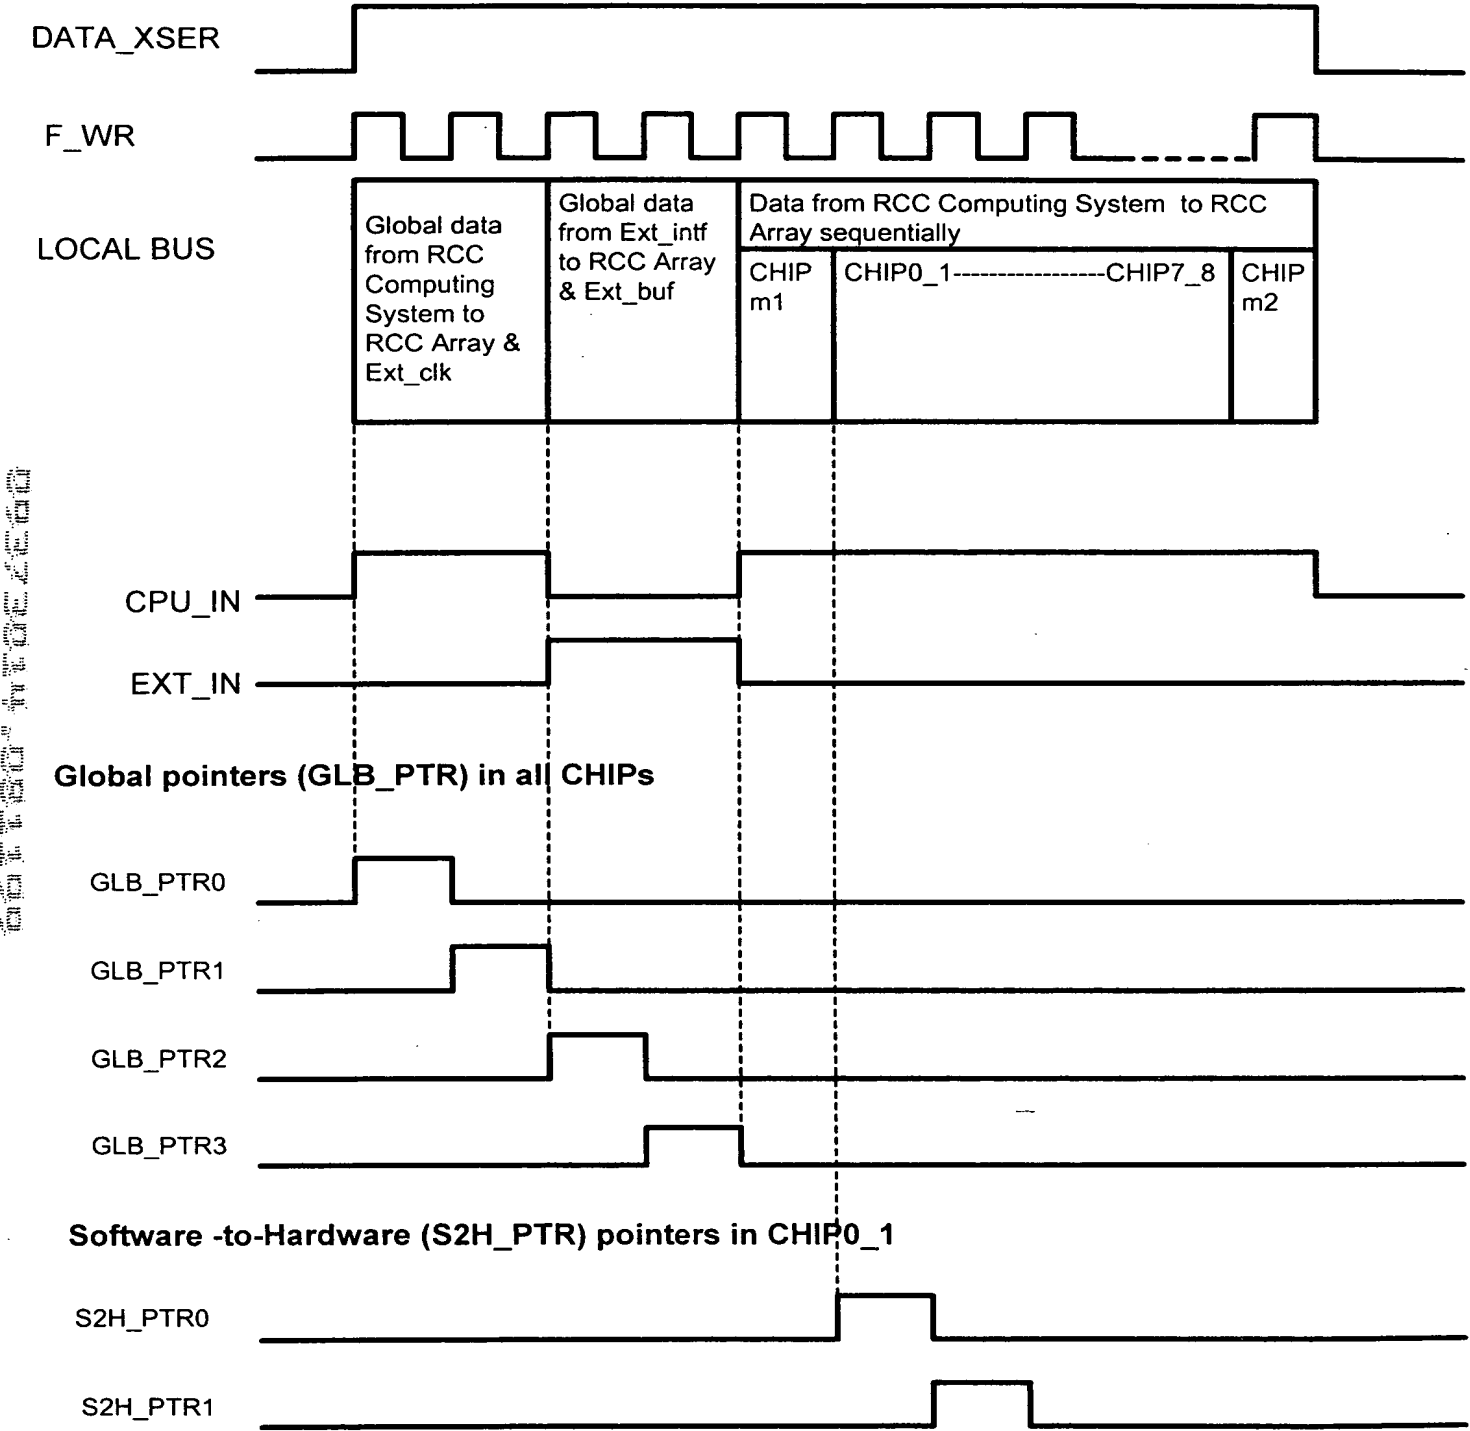 DATA_XSER
F_WR
LOCAL BUS
Global data
from RCC
Computing
System to
RCC Array &
Ext_clk
Global data
from Ext_intf
to RCC Array
& Ext_buf
Data from RCC Computing System to RCC
Array sequentially
CHIP
m1
CHIP0_1-----------------CHIP7_8
CHIP
m2
CPU_IN
EXT_IN
Global pointers (GLB_PTR) in all CHIPs
GLB_PTR0
GLB_PTR1
GLB_PTR2
GLB_PTR3
Software -to-Hardware (S2H_PTR) pointers in CHIP0_1
S2H_PTR0
S2H_PTR1